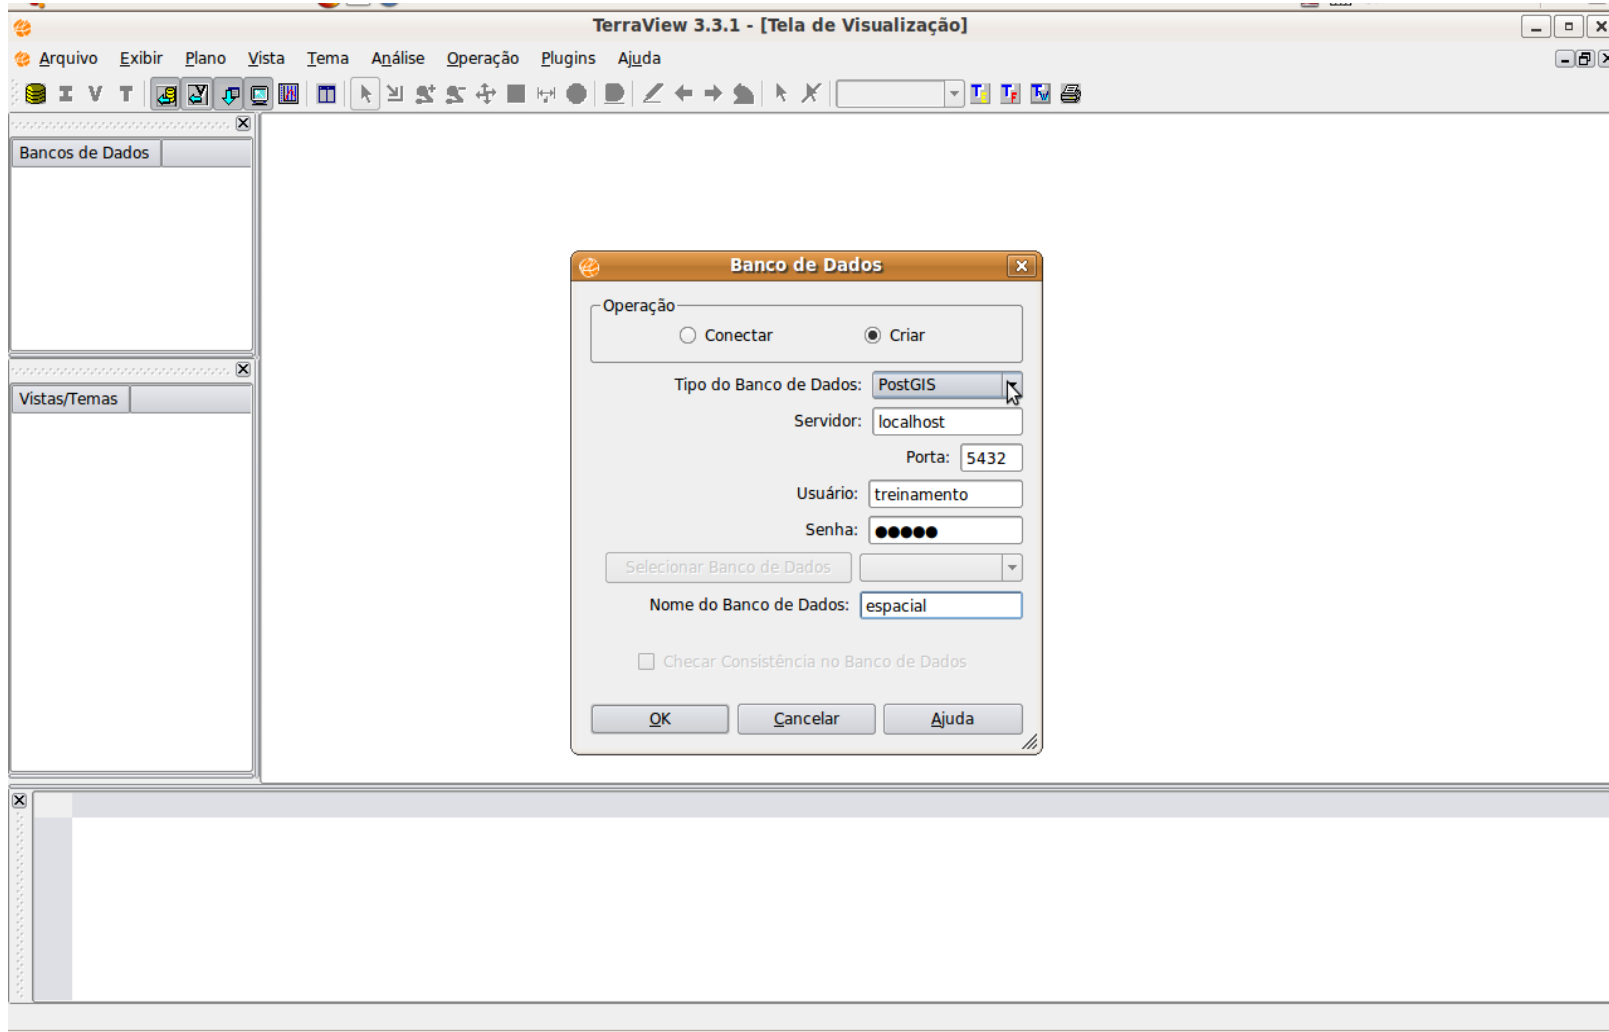 TerraView 3.3.1 - [Tela de Visualização]
Arquivo Exibir Plano Vista Tema Análise Operação Plugins Ajuda
Bancos de Dados
Vistas/Temas
Banco de Dados
Operação
Conectar Criar
Tipo do Banco de Dados: PostGIS
Servidor: localhost
Porta: 5432
Usuário: treinamento
Senha: ●●●●●
Selecionar Banco de Dados
Nome do Banco de Dados: espacial
Checar Consistência no Banco de Dados
OK Cancelar Ajuda